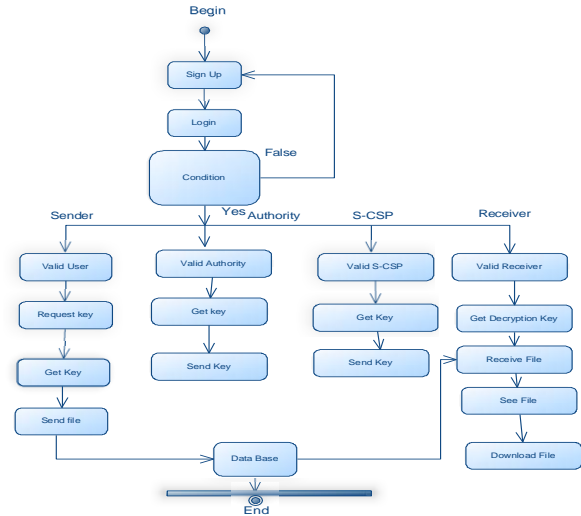 Begin
Sign Up
Login
False
Condition
Yes
Sender
Authority
S-CSP
Receiver
Valid User
Valid Authority
Valid S-CSP
Valid Receiver
Request key
Get key
Get Key
Get Decryption Key
Get Key
Send Key
Send Key
Receive File
Send file
See File
Data Base
Download File
End